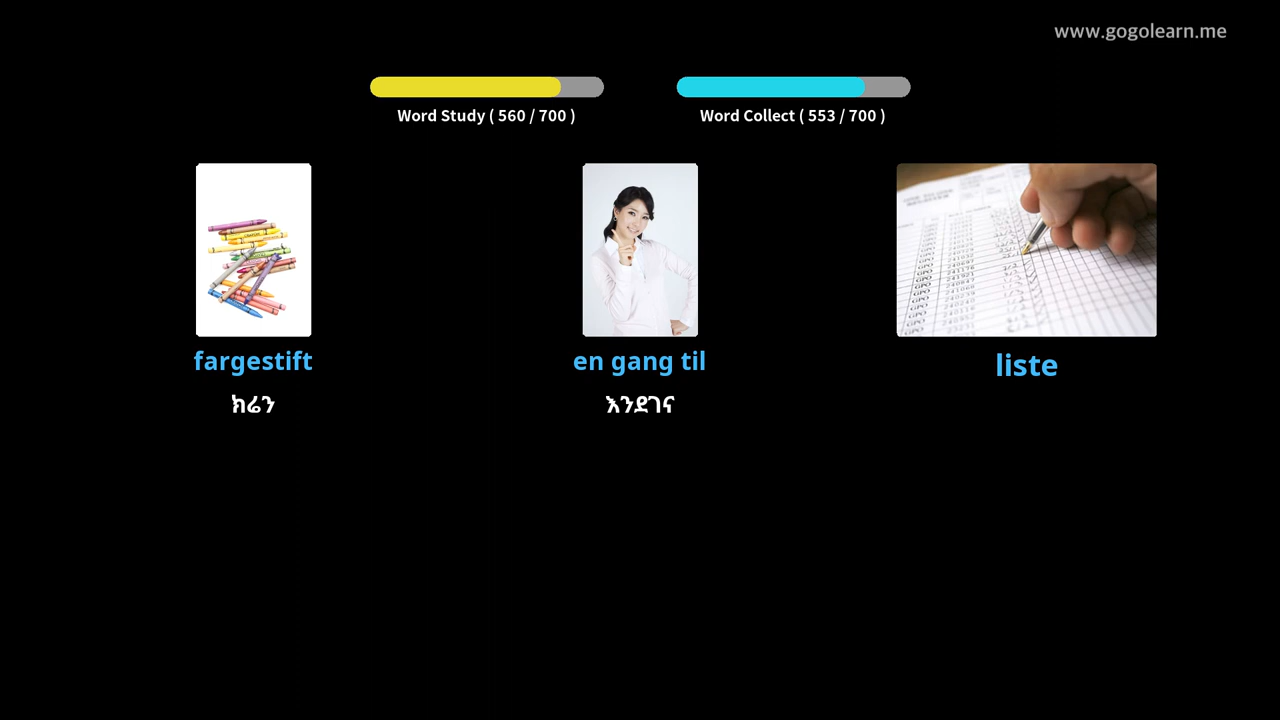 www.gogolearn.me
Word Study ( 560 / 700 )
Word Collect ( 553 / 700 )
fargestift
ክሬን
en gang til
እንደገና
liste